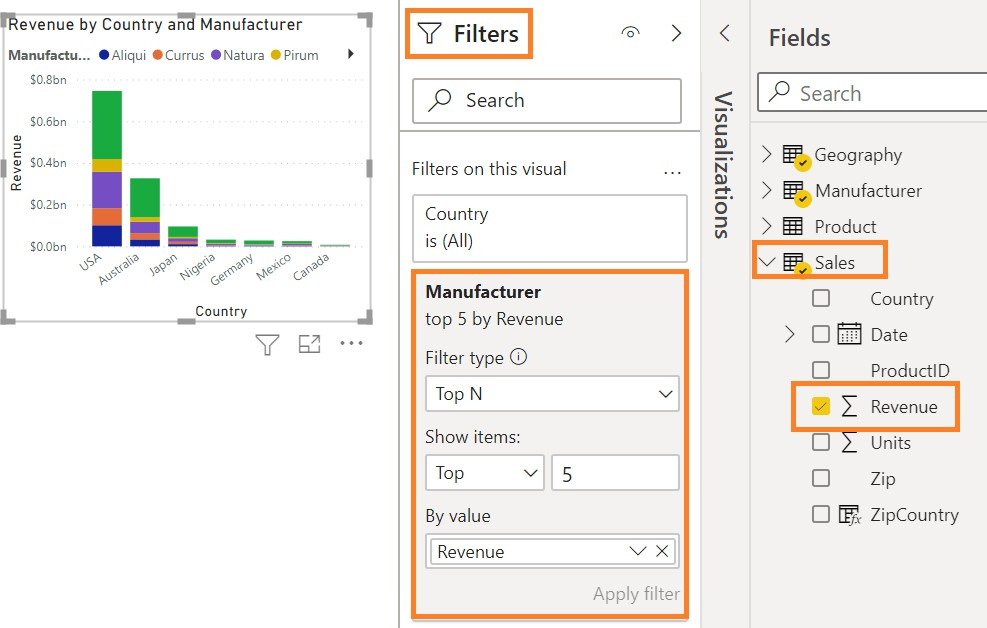 Revenue by Country and Manufacturer
Manufactu... Aliqui Currus Natura Pirum
$0.8bn
$0.6bn
$0.4bn
$0.2bn
$0.0bn
Revenue
USA
Australia
Japan
Nigeria
Germany
Mexico
Canada
Country
Filters
Search
Filters on this visual ...
Country
is (All)
Manufacturer
top 5 by Revenue
Filter type
Top N
Show items:
Top 5
By value
Revenue
Apply filter
Visualizations
Fields
Search
Geography
Manufacturer
Product
Sales
Country
Date
ProductID
Revenue
Units
Zip
ZipCountry